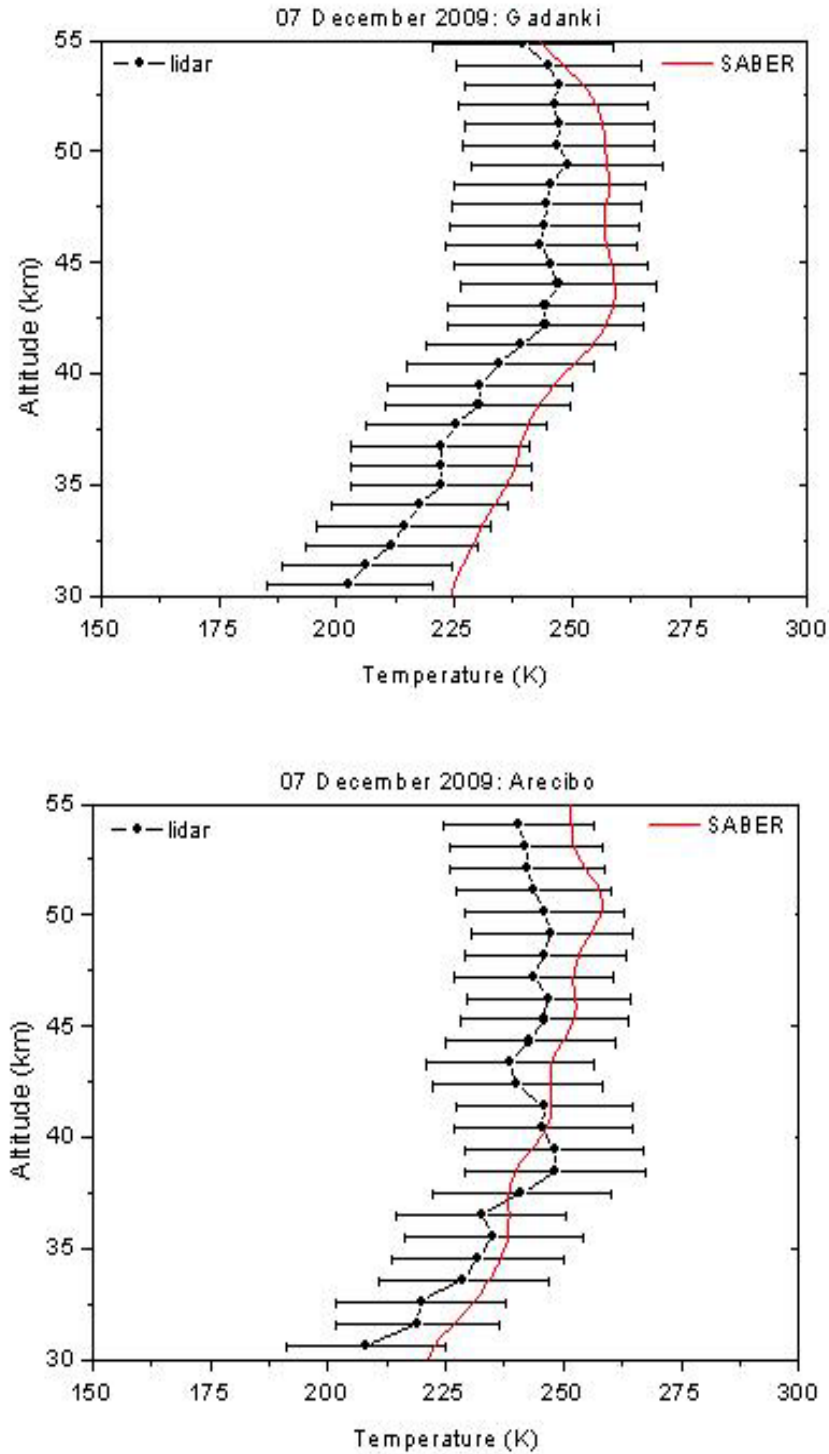 07 December 2009: Gadanki
lidar
SABER
55
50
45
40
35
30
Altitude (km)
150 175 200 225 250 275 300
Temperature (K)
07 December 2009: Arecibo
lidar
SABER
55
50
45
40
35
30
Altitude (km)
150 175 200 225 250 275 300
Temperature (K)